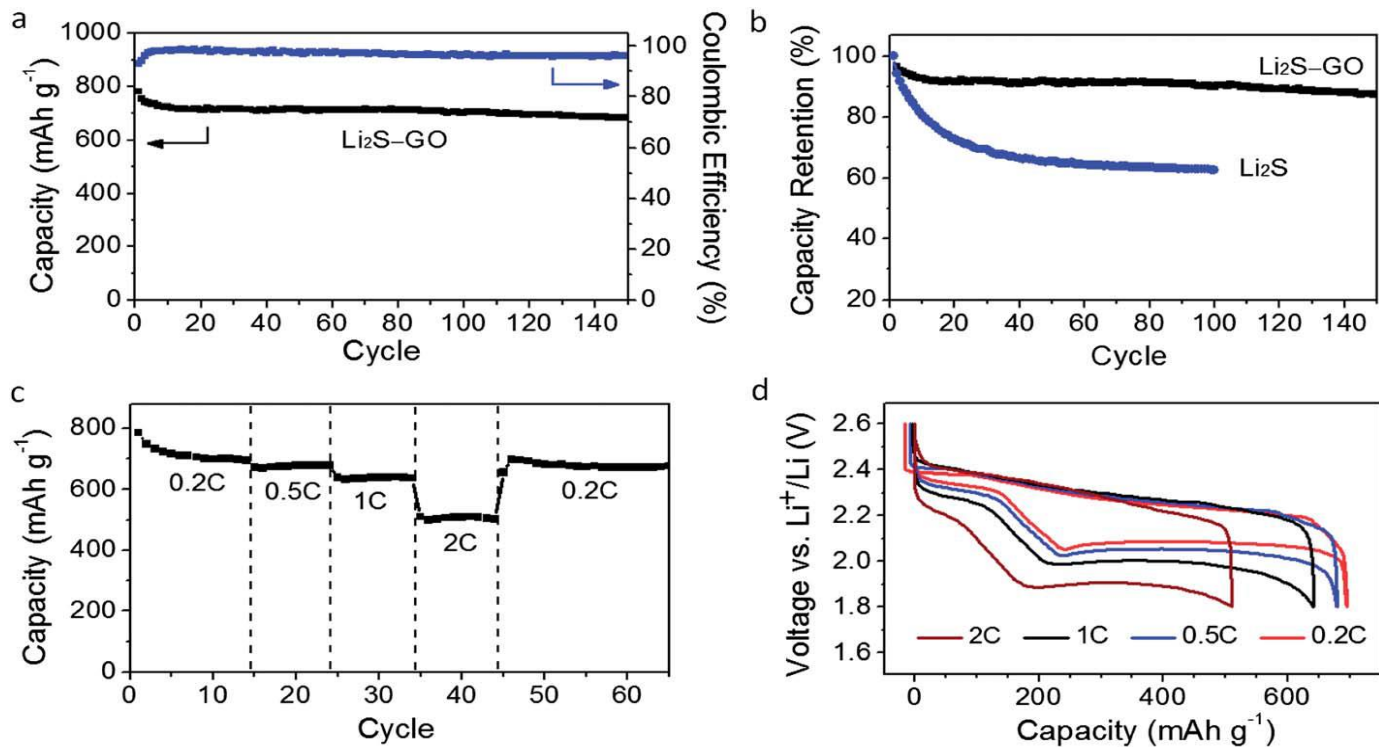 a
Capacity (mAh g⁻¹)
1000
800
600
400
200
0
0 20 40 60 80 100 120 140
Cycle
Li₂S–GO
100
80
60
40
20
0
Coulombic Efficiency (%)
b
Capacity Retention (%)
100
80
60
40
20
0 20 40 60 80 100 120 140
Cycle
Li₂S–GO
Li₂S
c
Capacity (mAh g⁻¹)
800
600
400
200
0
0 10 20 30 40 50 60
Cycle
0.2C
0.5C
1C
2C
0.2C
d
Voltage vs. Li⁺/Li (V)
2.6
2.4
2.2
2.0
1.8
1.6
2C 1C 0.5C 0.2C
0 200 400 600
Capacity (mAh g⁻¹)